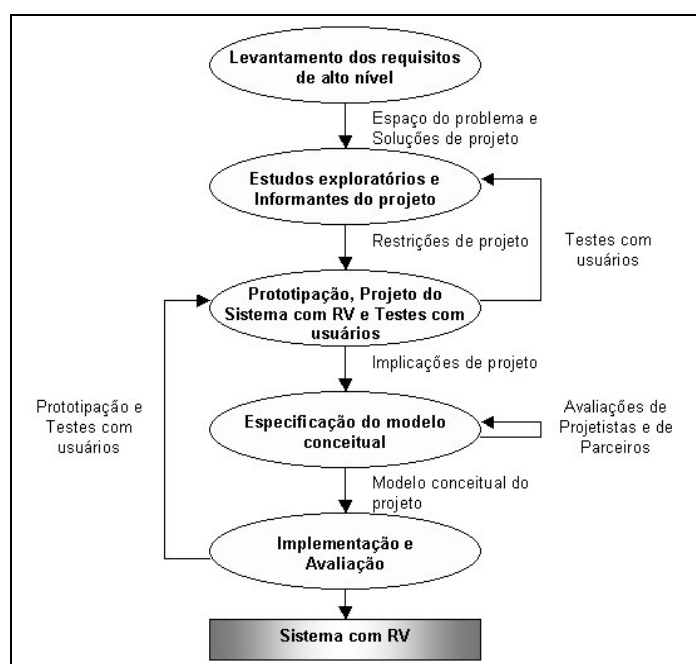 Levantamento dos requisitos
de alto nível
Espaço do problema e
Soluções de projeto
Estudos exploratórios e
Informantes do projeto
Restrições de projeto
Testes com
usuários
Prototipação, Projeto do
Sistema com RV e Testes com
usuários
Implicações de projeto
Prototipação e
Testes com
usuários
Especificação do modelo
conceitual
Avaliações de
Projetistas e de
Parceiros
Modelo conceitual do
projeto
Implementação e
Avaliação
Sistema com RV